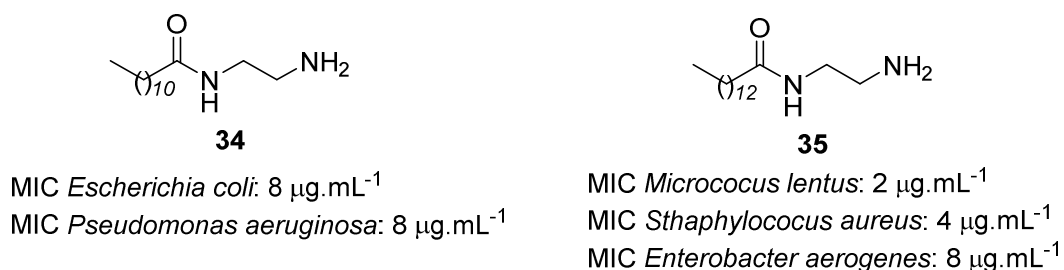 O
N
H
NH2
( )10
34
MIC Escherichia coli: 8 μg.mL-1
MIC Pseudomonas aeruginosa: 8 μg.mL-1
O
N
H
NH2
( )12
35
MIC Micrococus lentus: 2 μg.mL-1
MIC Sthaphylococus aureus: 4 μg.mL-1
MIC Enterobacter aerogenes: 8 μg.mL-1